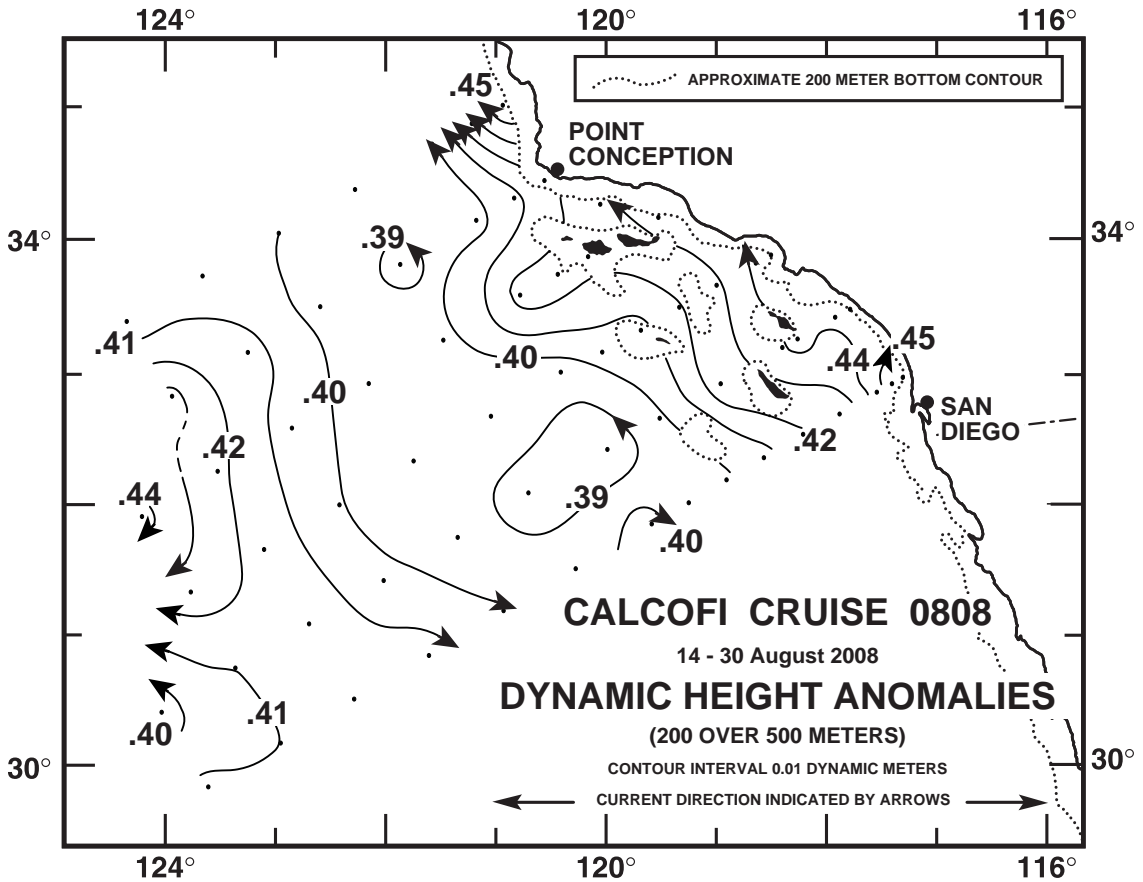 124° 120° 116°
APPROXIMATE 200 METER BOTTOM CONTOUR
.45
POINT
CONCEPTION
34° .39 34°
.41 .40 .44 .45
.40
SAN
DIEGO
.42 .42
.44 .39
.40
CALCOFI CRUISE 0808
14 - 30 August 2008
DYNAMIC HEIGHT ANOMALIES
.41
.40 (200 OVER 500 METERS)
30° CONTOUR INTERVAL 0.01 DYNAMIC METERS 30°
CURRENT DIRECTION INDICATED BY ARROWS
124° 120° 116°